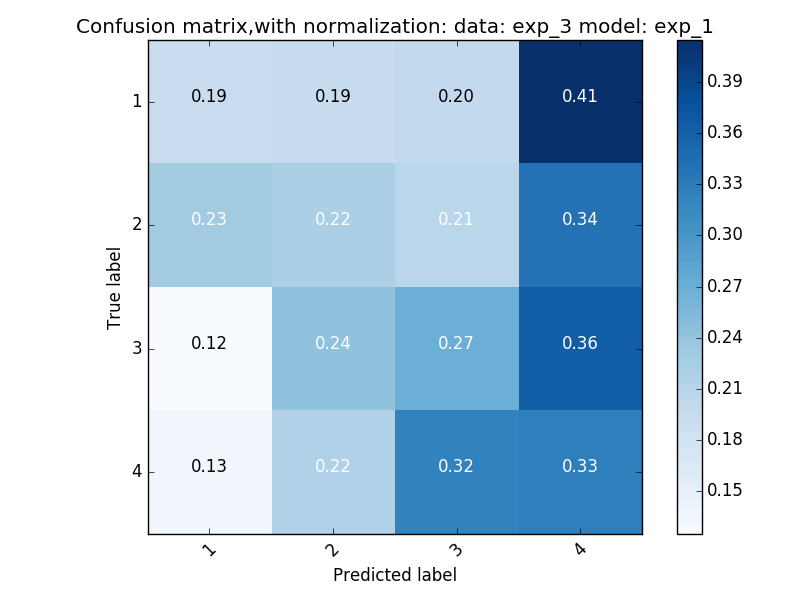 Confusion matrix,with normalization: data: exp_3 model: exp_1
True label
1 0.19 0.19 0.20 0.41
2 0.23 0.22 0.21 0.34
3 0.12 0.24 0.27 0.36
4 0.13 0.22 0.32 0.33
1 2 3 4
Predicted label
0.39
0.36
0.33
0.30
0.27
0.24
0.21
0.18
0.15